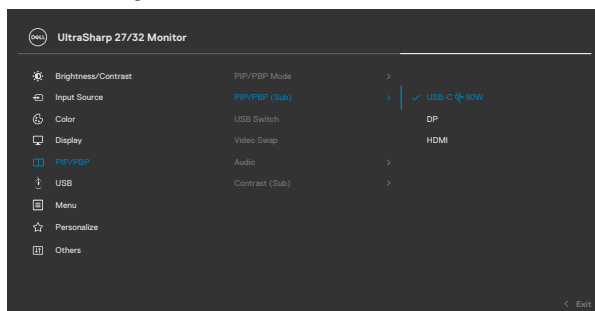 DELL UltraSharp 27/32 Monitor
Brightness/Contrast PIP/PBP Mode
Input Source PIP/PBP (Sub) USB-C 90W
Color USB Switch DP
Display Video Swap HDMI
PIP/PBP Audio
USB Contrast (Sub)
Menu
Personalize
Others
Exit